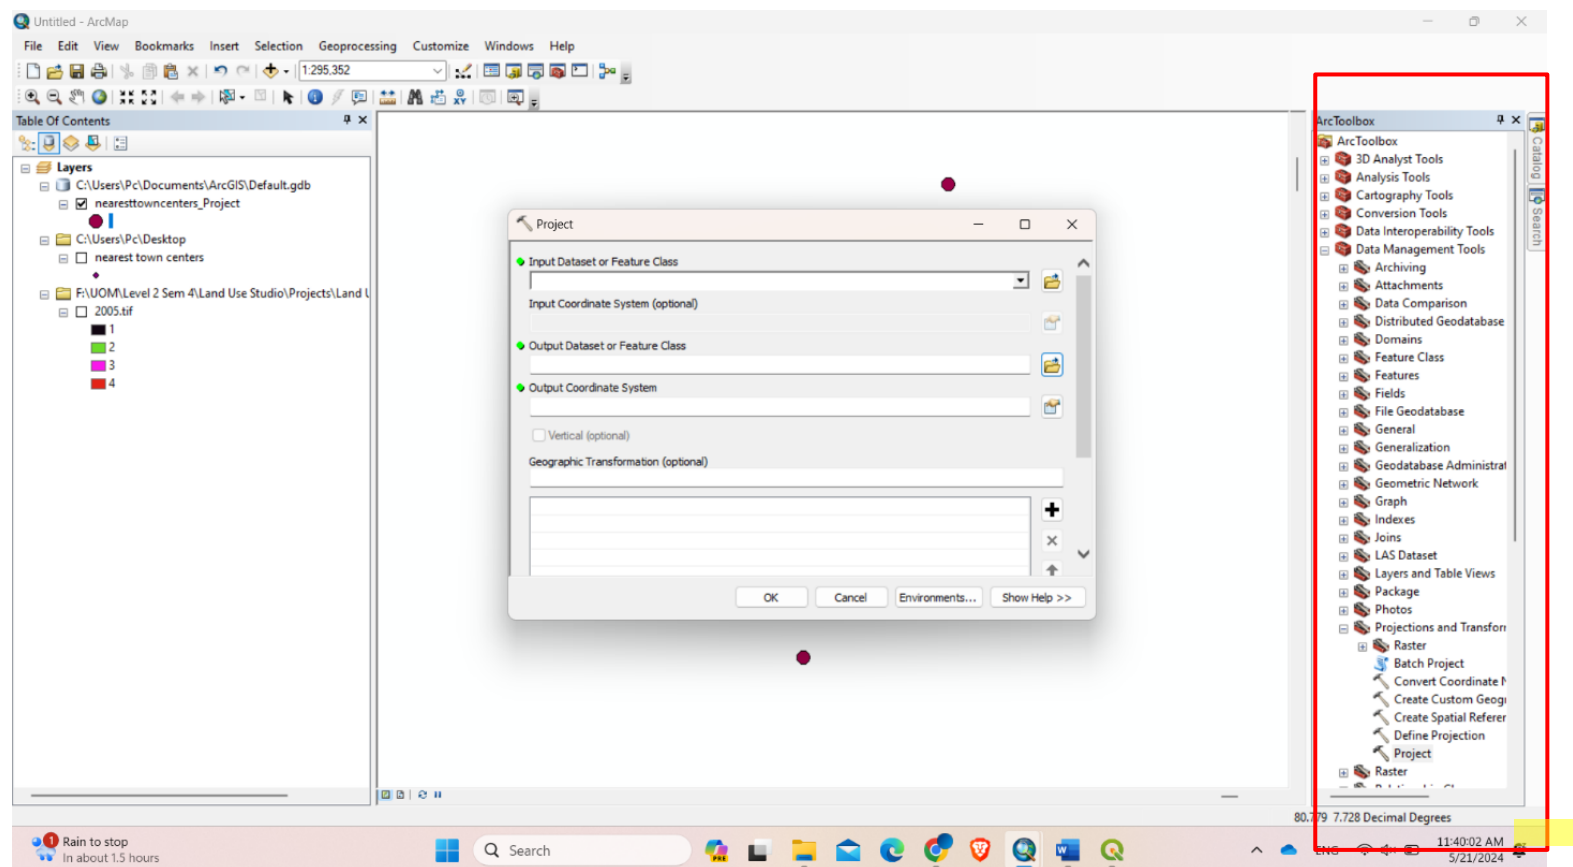 Untitled - ArcMap
File Edit View Bookmarks Insert Selection Geoprocessing Customize Windows Help
1:295,352
Table Of Contents
Layers
C:\Users\Pc\Documents\ArcGIS\Default.gdb
nearesttowncenters_Project
C:\Users\Pc\Desktop
nearest town centers
F:\UOM\Level 2 Sem 4\Land Use Studio\Projects\Land U
2005.tif
1
2
3
4
Project
Input Dataset or Feature Class
Input Coordinate System (optional)
Output Dataset or Feature Class
Output Coordinate System
Vertical (optional)
Geographic Transformation (optional)
OK Cancel Environments... Show Help >>
ArcToolbox
ArcToolbox
3D Analyst Tools
Analysis Tools
Cartography Tools
Conversion Tools
Data Interoperability Tools
Data Management Tools
Archiving
Attachments
Data Comparison
Distributed Geodatabase
Domains
Feature Class
Features
Fields
File Geodatabase
General
Generalization
Geodatabase Administrat
Geometric Network
Graph
Indexes
Joins
LAS Dataset
Layers and Table Views
Package
Photos
Projections and Transforn
Raster
Batch Project
Convert Coordinate N
Create Custom Geogr
Create Spatial Referen
Define Projection
Project
Raster
Catalog
Search
80.779 7.728 Decimal Degrees
1
Rain to stop
In about 1.5 hours
Search
PRE
ENG
11:40:02 AM
5/21/2024